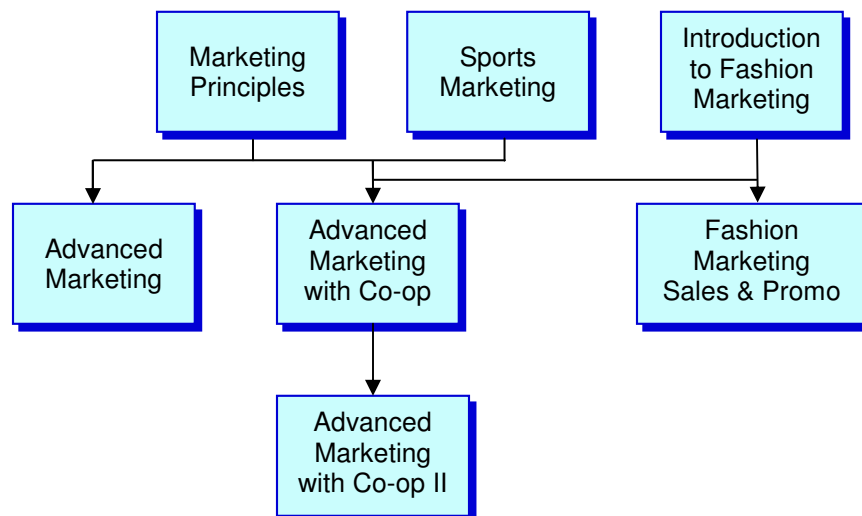 Marketing
Principles
Sports
Marketing
Introduction
to Fashion
Marketing
Advanced
Marketing
Advanced
Marketing
with Co-op
Fashion
Marketing
Sales & Promo
Advanced
Marketing
with Co-op II